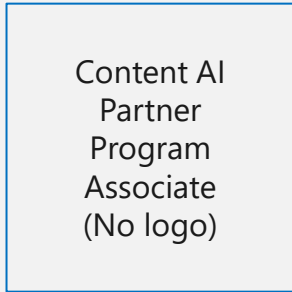 Content AI
Partner
Program
Associate
(No logo)